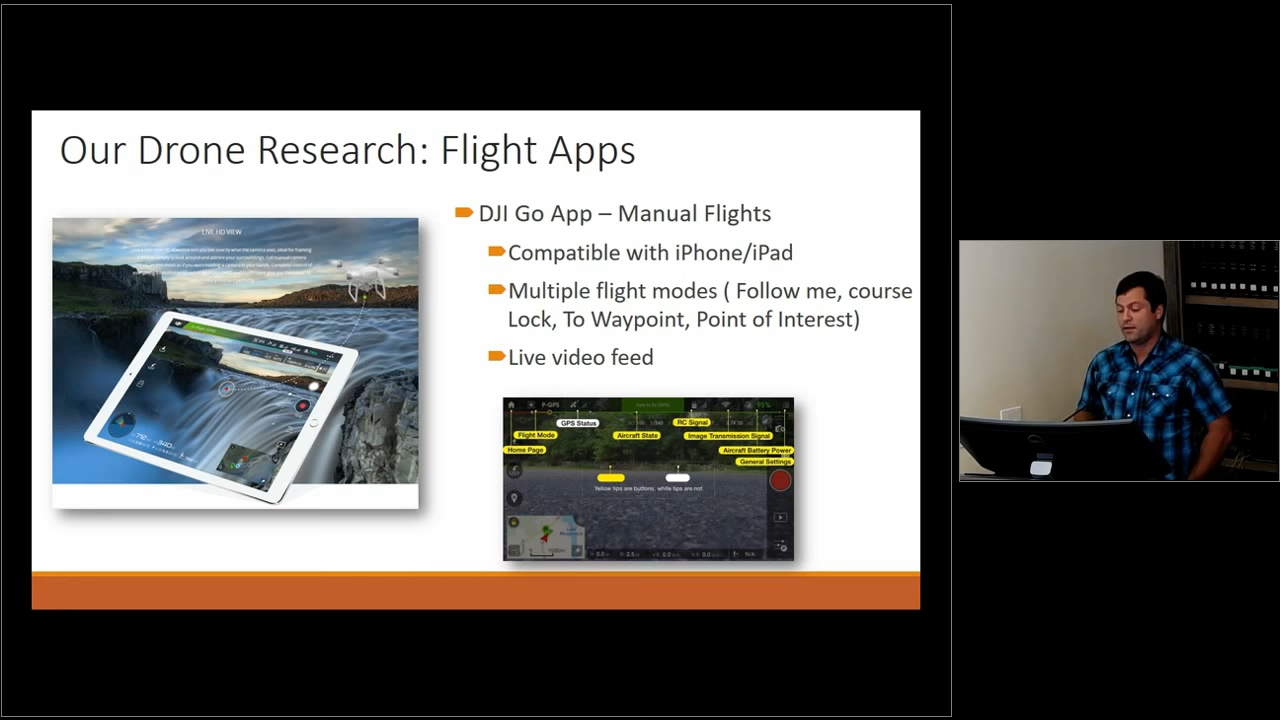 Our Drone Research: Flight Apps
LIVE HD VIEW
DJI Go App – Manual Flights
Compatible with iPhone/iPad
Multiple flight modes ( Follow me, course
Lock, To Waypoint, Point of Interest)
Live video feed
P-GPS
95%
GPS Status
RC Signal
Flight Mode
Aircraft State
Image Transmission Signal
Home Page
Aircraft Battery Power
General Settings
Yellow tips are buttons, while tips are not
N/A